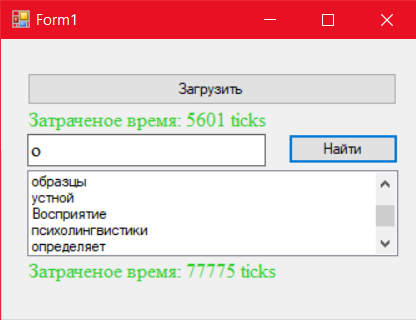 Form1
Загрузить
Затраченое время: 5601 ticks
о
Найти
образцы
устной
Восприятие
психолингвистики
определяет
Затраченое время: 77775 ticks